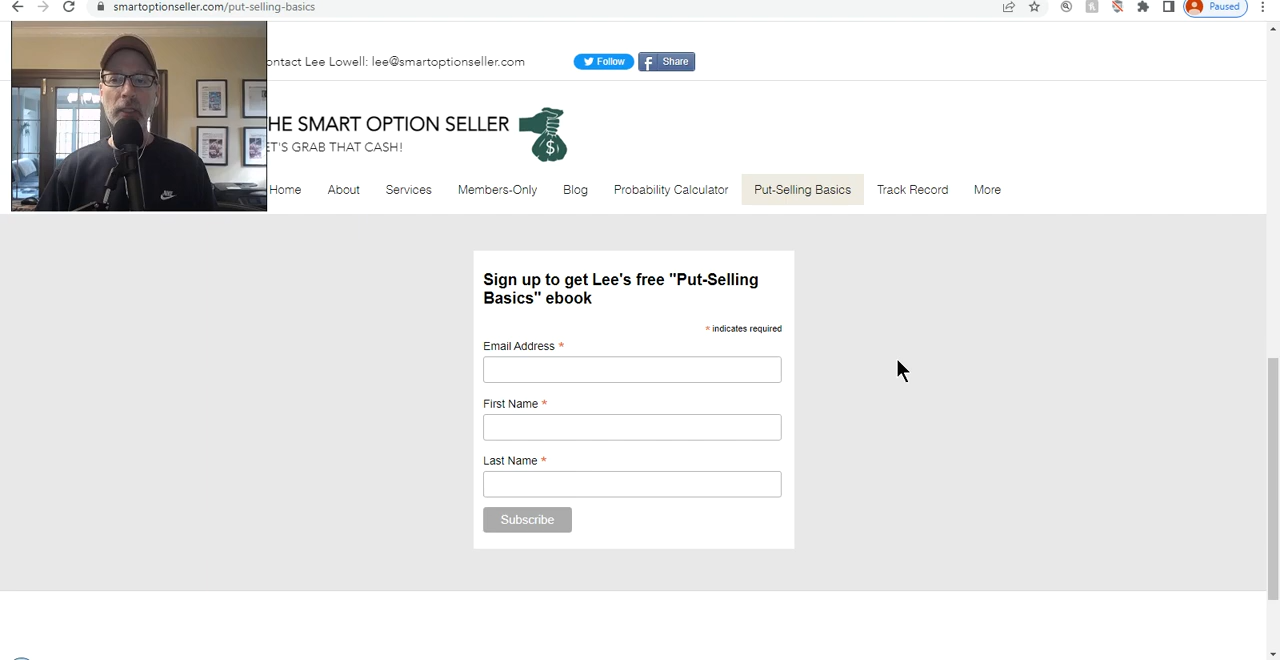 smartoptionseller.com/put-selling-basics
Paused
ontact Lee Lowell: lee@smartoptionseller.com
Follow
Share
HE SMART OPTION SELLER
$
ET'S GRAB THAT CASH!
Home
About
Services
Members-Only
Blog
Probability Calculator
Put-Selling Basics
Track Record
More
Sign up to get Lee's free "Put-Selling
Basics" ebook
* indicates required
Email Address *
First Name *
Last Name *
Subscribe